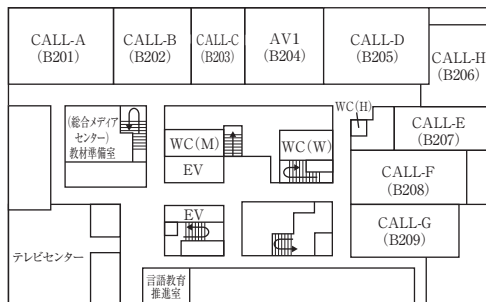 CALL-A
(B201)
CALL-B
(B202)
CALL-C
(B203)
AV1
(B204)
CALL-D
(B205)
CALL-H
(B206)
(総合メディア
センター)
教材準備室
WC(M)
EV
WC(W)
WC(H)
CALL-E
(B207)
CALL-F
(B208)
EV
CALL-G
(B209)
テレビセンター
言語教育
推進室